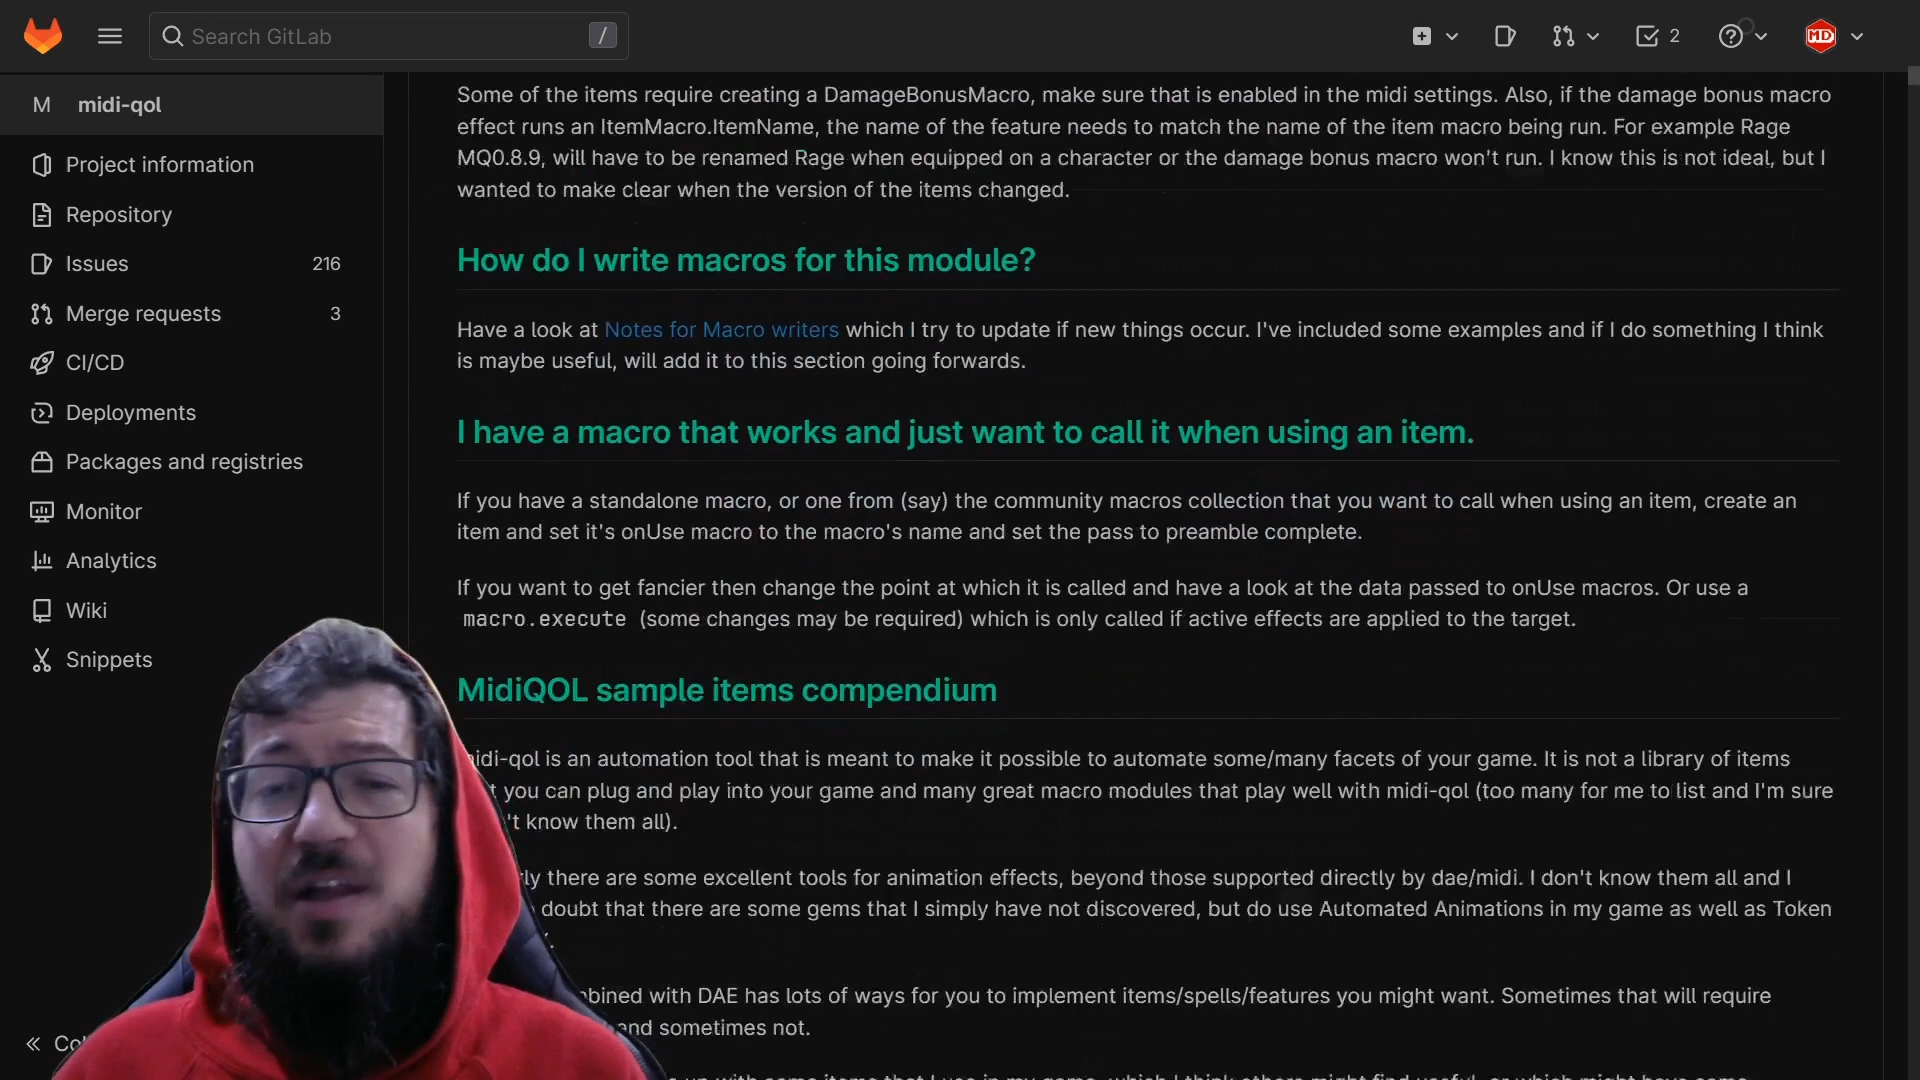 Search GitLab
/
2
MD
M midi-qol
Project information
Repository
Issues 216
Merge requests 3
CI/CD
Deployments
Packages and registries
Monitor
Analytics
Wiki
Snippets
Some of the items require creating a DamageBonusMacro, make sure that is enabled in the midi settings. Also, if the damage bonus macro
effect runs an ItemMacro.ItemName, the name of the feature needs to match the name of the item macro being run. For example Rage
MQ0.8.9, will have to be renamed Rage when equipped on a character or the damage bonus macro won't run. I know this is not ideal, but I
wanted to make clear when the version of the items changed.
How do I write macros for this module?
Have a look at Notes for Macro writers which I try to update if new things occur. I've included some examples and if I do something I think
is maybe useful, will add it to this section going forwards.
I have a macro that works and just want to call it when using an item.
If you have a standalone macro, or one from (say) the community macros collection that you want to call when using an item, create an
item and set it's onUse macro to the macro's name and set the pass to preamble complete.
If you want to get fancier then change the point at which it is called and have a look at the data passed to onUse macros. Or use a
macro.execute (some changes may be required) which is only called if active effects are applied to the target.
MidiQOL sample items compendium
midi-qol is an automation tool that is meant to make it possible to automate some/many facets of your game. It is not a library of items
you can plug and play into your game and many great macro modules that play well with midi-qol (too many for me to list and I'm sure
know them all).
there are some excellent tools for animation effects, beyond those supported directly by dae/midi. I don't know them all and I
doubt that there are some gems that I simply have not discovered, but do use Automated Animations in my game as well as Token
with DAE has lots of ways for you to implement items/spells/features you might want. Sometimes that will require
and sometimes not.